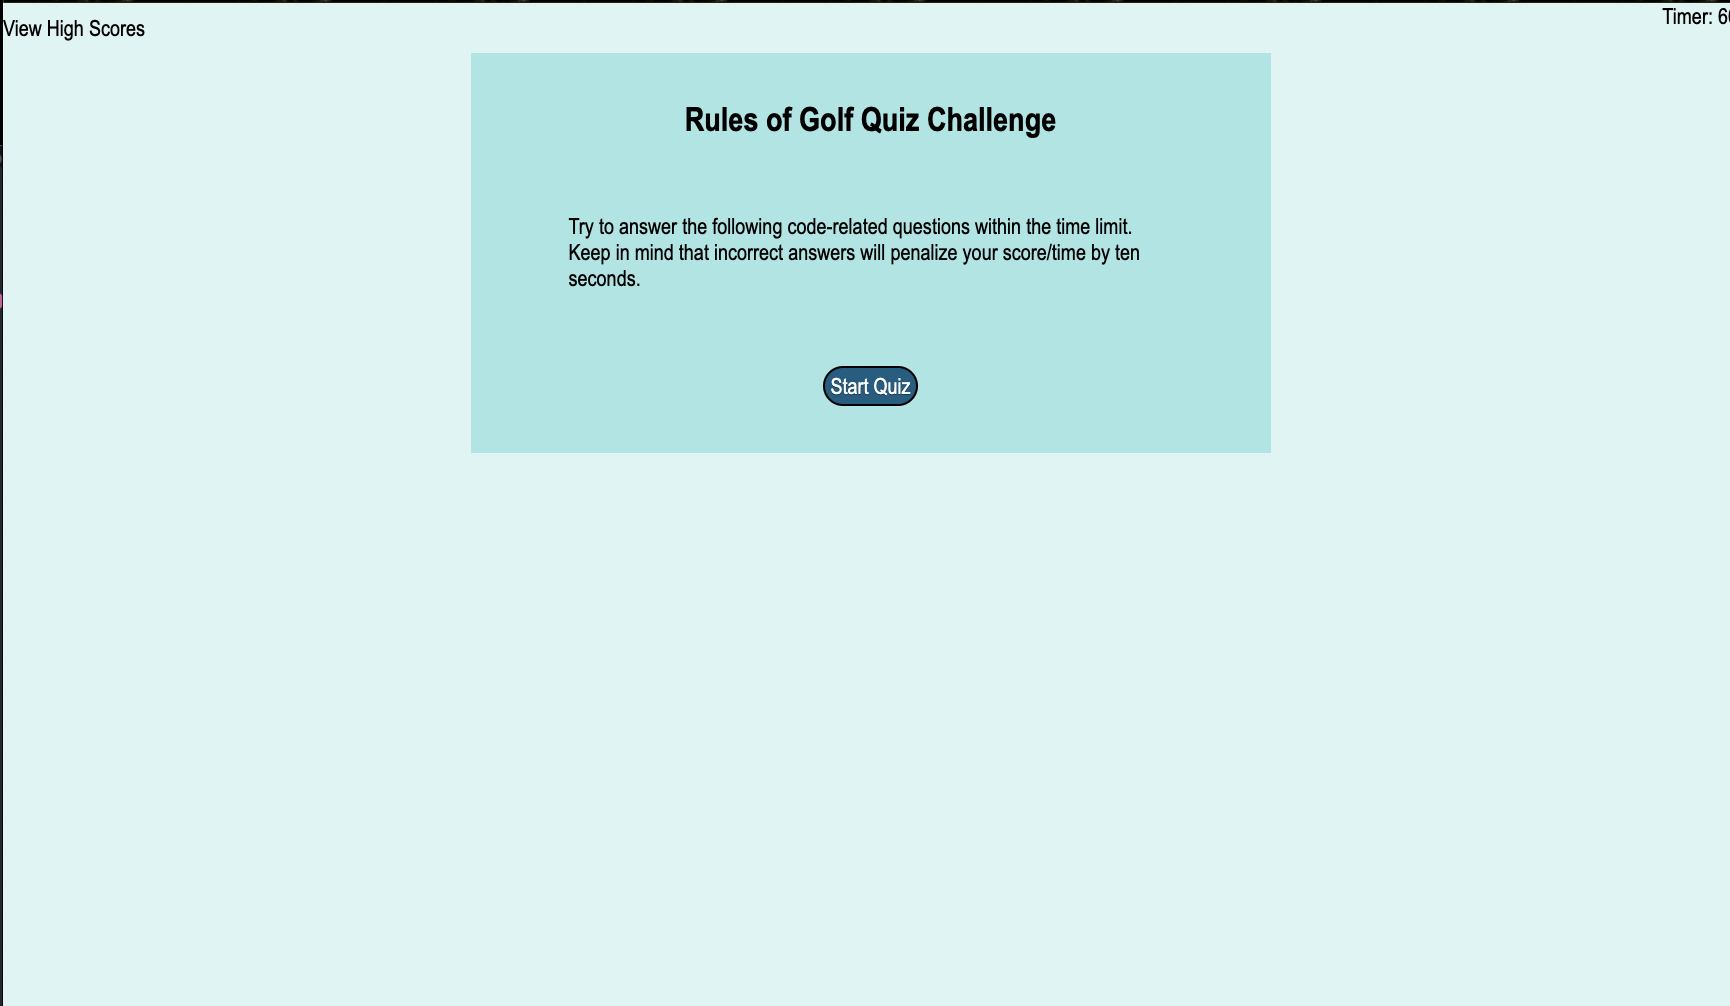 View High Scores
Timer: 6
Rules of Golf Quiz Challenge
Try to answer the following code-related questions within the time limit.
Keep in mind that incorrect answers will penalize your score/time by ten
seconds.
Start Quiz